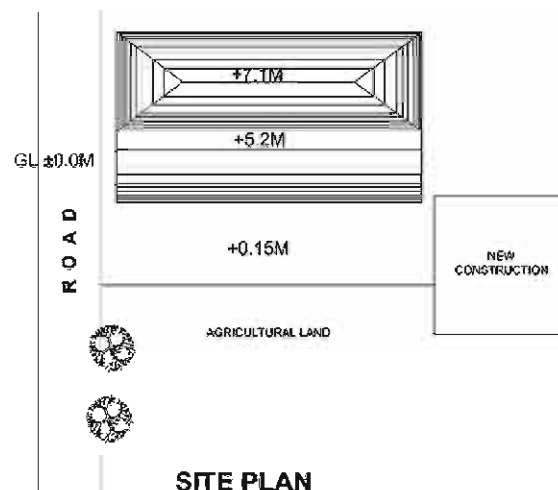 +7.1M
+5.2M
GL ±0.0M
ROAD
+0.15M
NEW
CONSTRUCTION
AGRICULTURAL LAND
SITE PLAN